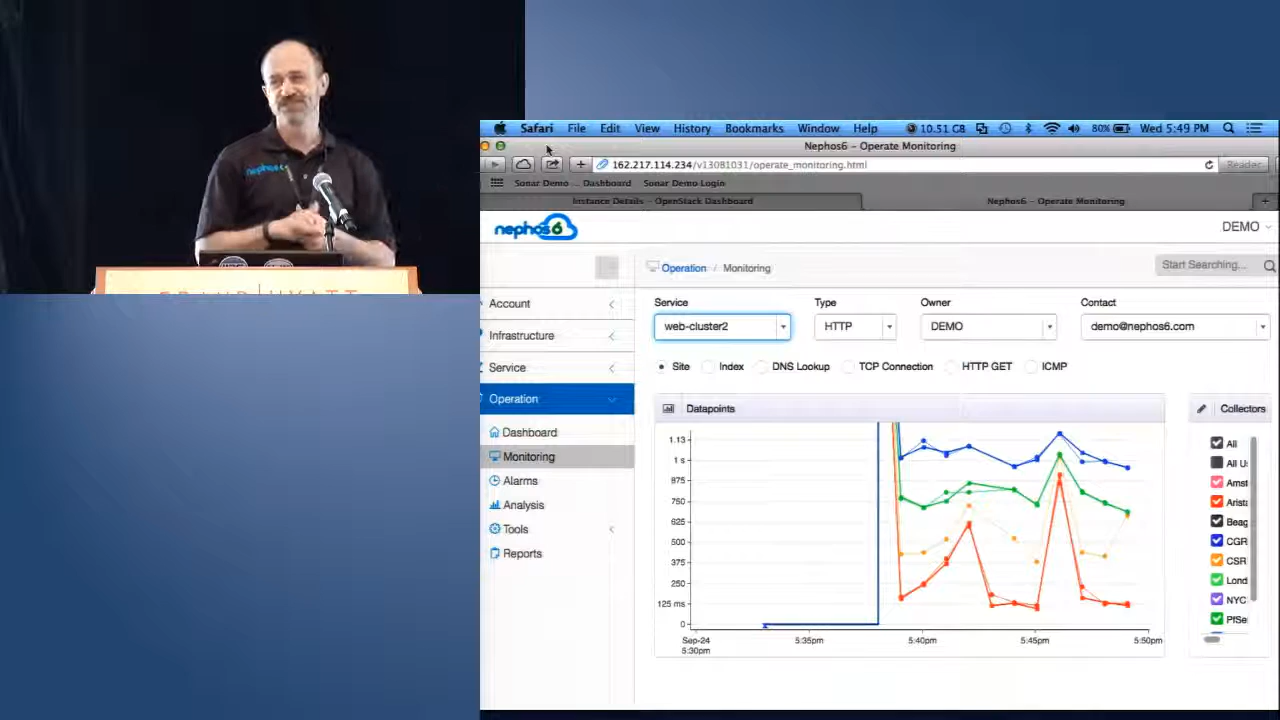 nephos6
GRAND HYATT
Safari File Edit View History Bookmarks Window Help 10.51 GB 80% Wed 5:49 PM
Nephos6 – Operate Monitoring
162.217.114.234/v13081031/operate_monitoring.html Reader
Sonar Demo ... Dashboard Sonar Demo Login
Instance Details - OpenStack Dashboard Nephos6 – Operate Monitoring
nephos6 DEMO
Operation / Monitoring Start Searching...
Account
Infrastructure
Service
Operation
Dashboard
Monitoring
Alarms
Analysis
Tools
Reports
Service Type Owner Contact
web-cluster2 HTTP DEMO demo@nephos6.com
Site Index DNS Lookup TCP Connection HTTP GET ICMP
Datapoints
1.13
1 s
875
750
625
500
375
250
125 ms
0
Sep-24 5:35pm 5:40pm 5:45pm 5:50pm
5:30pm
Collectors
All
All U
Amst
Arista
Beag
CGR
CSR
Lond
NYC
PfSe